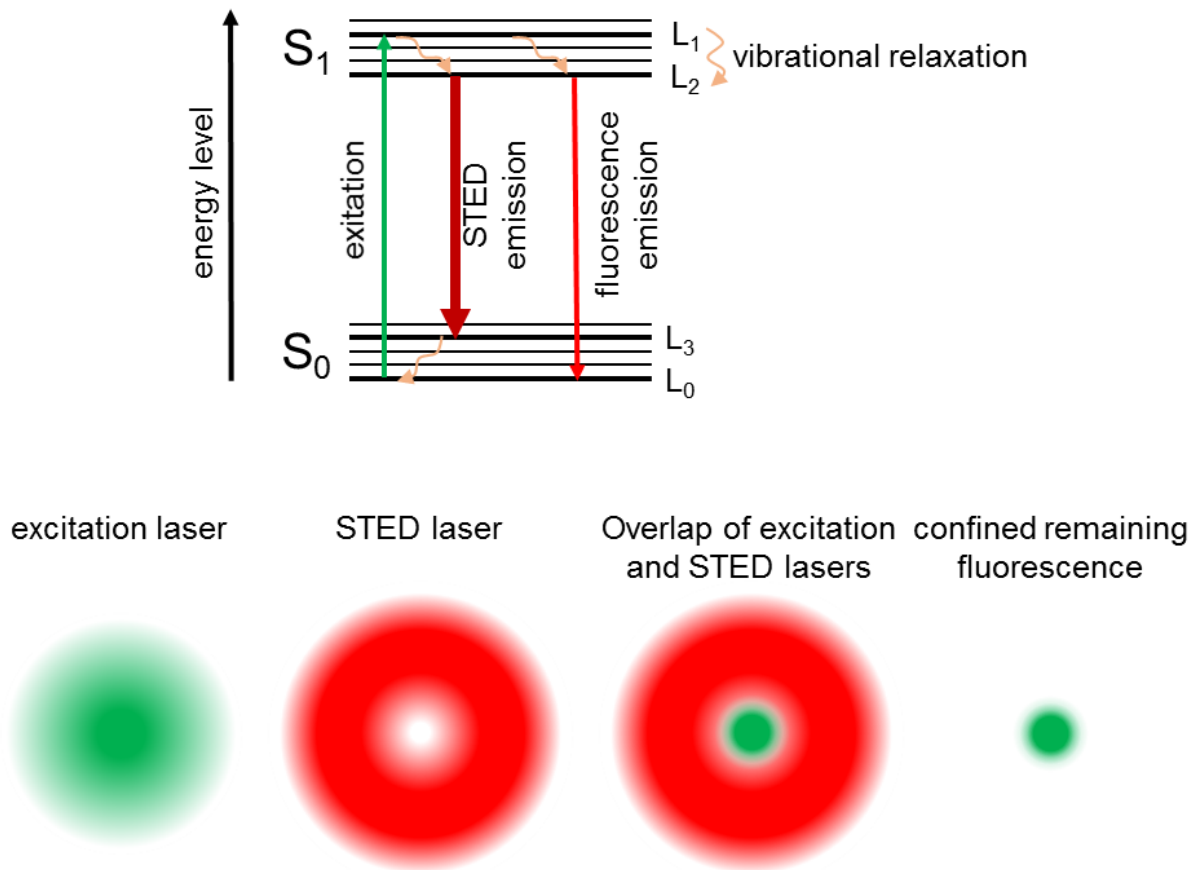 energy level
S₁
L₁
L₂
vibrational relaxation
exitation
STED
emission
fluorescence
emission
S₀
L₃
L₀
excitation laser
STED laser
Overlap of excitation
and STED lasers
confined remaining
fluorescence